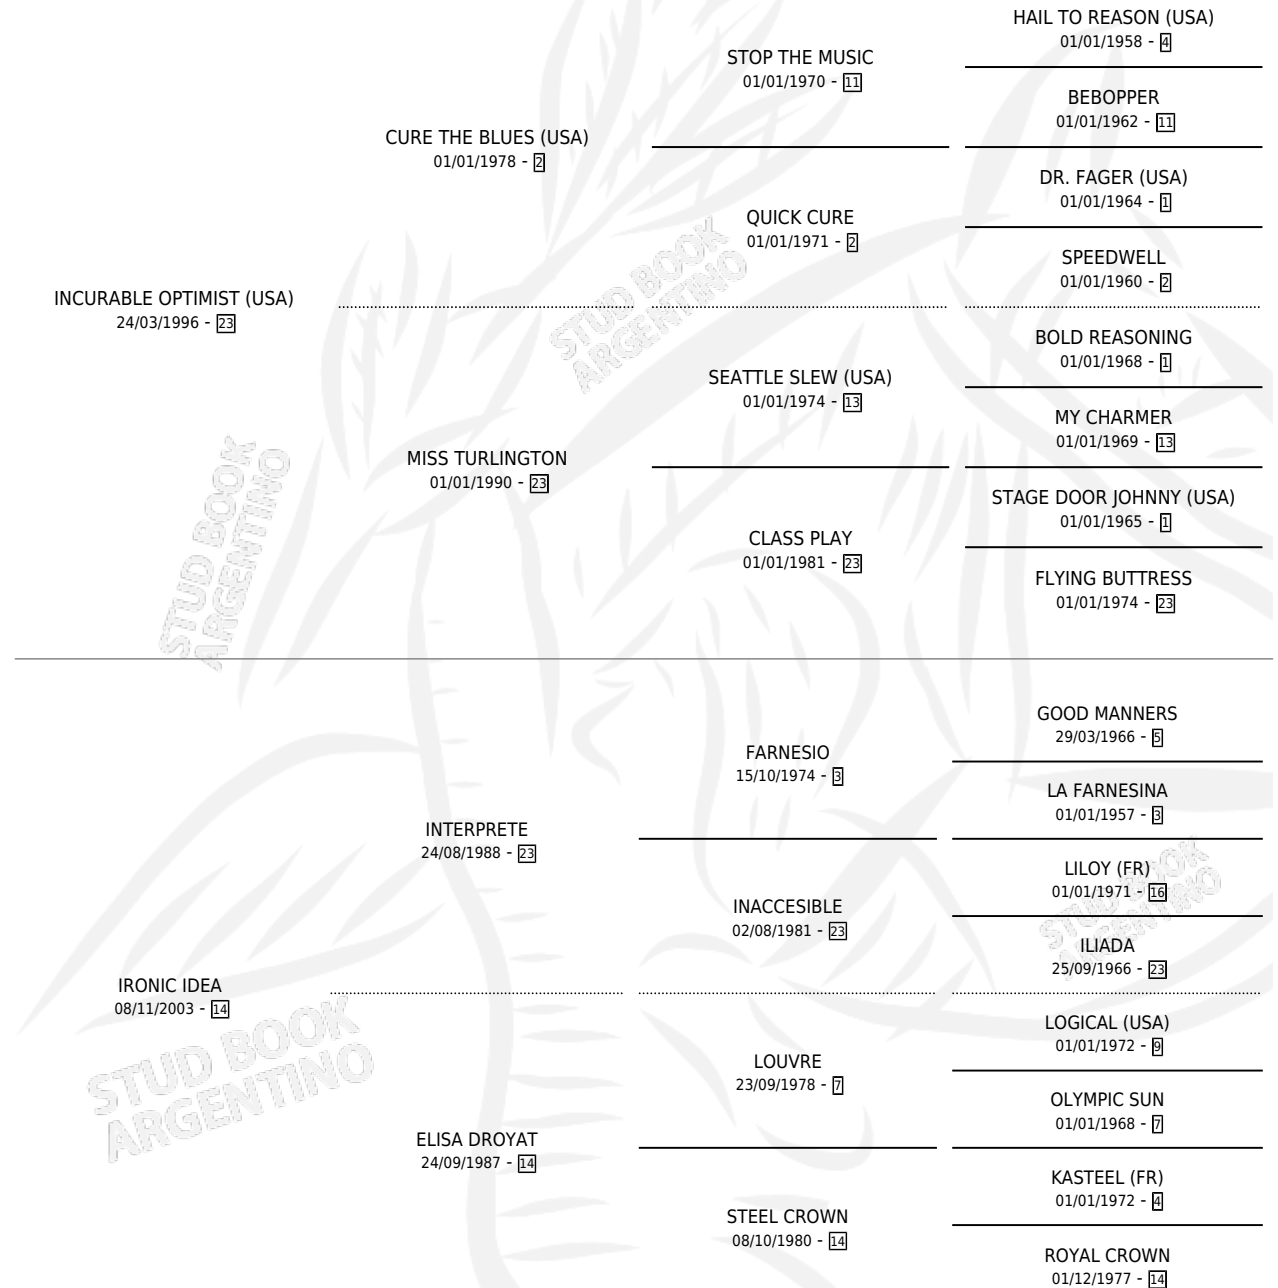 HAIL TO REASON (USA)
01/01/1958 - 4
STOP THE MUSIC
01/01/1970 - 11
BEBOPPER
01/01/1962 - 11
CURE THE BLUES (USA)
01/01/1978 - 2
DR. FAGER (USA)
01/01/1964 - 1
QUICK CURE
01/01/1971 - 2
SPEEDWELL
01/01/1960 - 2
INCURABLE OPTIMIST (USA)
24/03/1996 - 23
BOLD REASONING
01/01/1968 - 1
SEATTLE SLEW (USA)
01/01/1974 - 13
MY CHARMER
01/01/1969 - 13
MISS TURLINGTON
01/01/1990 - 23
STAGE DOOR JOHNNY (USA)
01/01/1965 - 1
CLASS PLAY
01/01/1981 - 23
FLYING BUTTRESS
01/01/1974 - 23
GOOD MANNERS
29/03/1966 - 5
FARNESIO
15/10/1974 - 3
LA FARNESINA
01/01/1957 - 3
INTERPRETE
24/08/1988 - 23
LILOY (FR)
01/01/1971 - 16
INACCESIBLE
02/08/1981 - 23
ILIADA
25/09/1966 - 23
IRONIC IDEA
08/11/2003 - 14
LOGICAL (USA)
01/01/1972 - 9
LOUVRE
23/09/1978 - 7
OLYMPIC SUN
01/01/1968 - 7
ELISA DROYAT
24/09/1987 - 14
KASTEEL (FR)
01/01/1972 - 4
STEEL CROWN
08/10/1980 - 14
ROYAL CROWN
01/12/1977 - 14
STUD BOOK
ARGENTINO
STUD BOOK
ARGENTINO
STUD BOOK
ARGENTINO
STUD BOOK
ARGENTINO